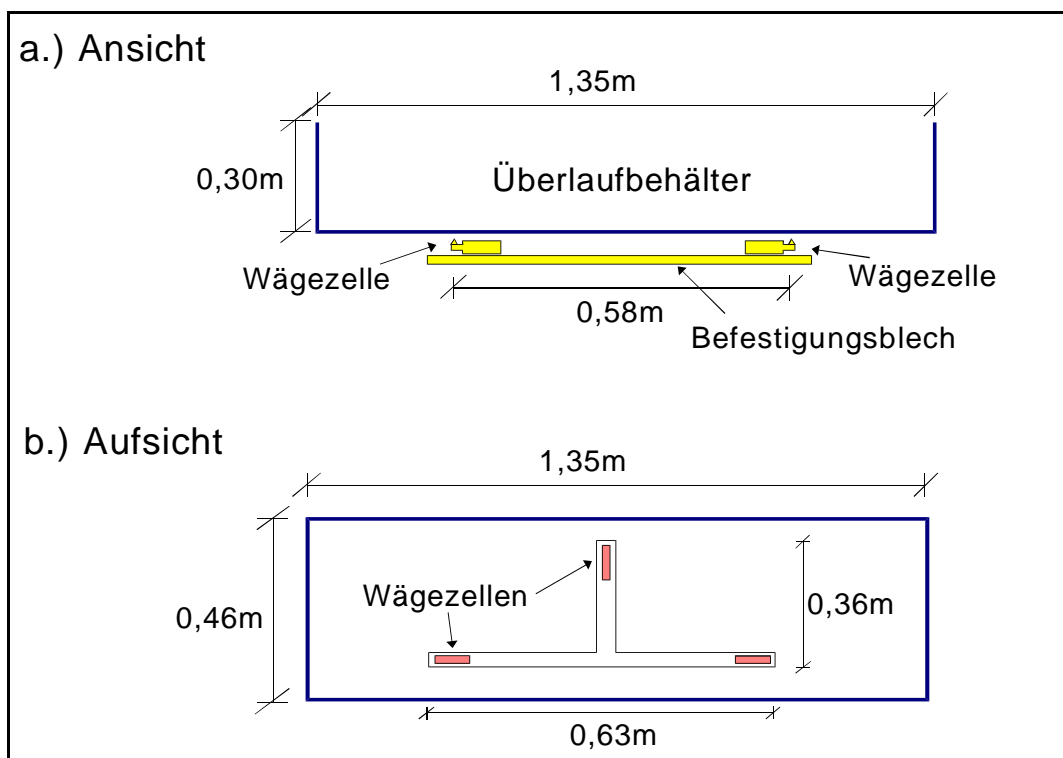 a.) Ansicht
1,35m
0,30m
Überlaufbehälter
Wägezelle
Wägezelle
0,58m
Befestigungsblech
b.) Aufsicht
1,35m
Wägezellen
0,46m
0,36m
0,63m